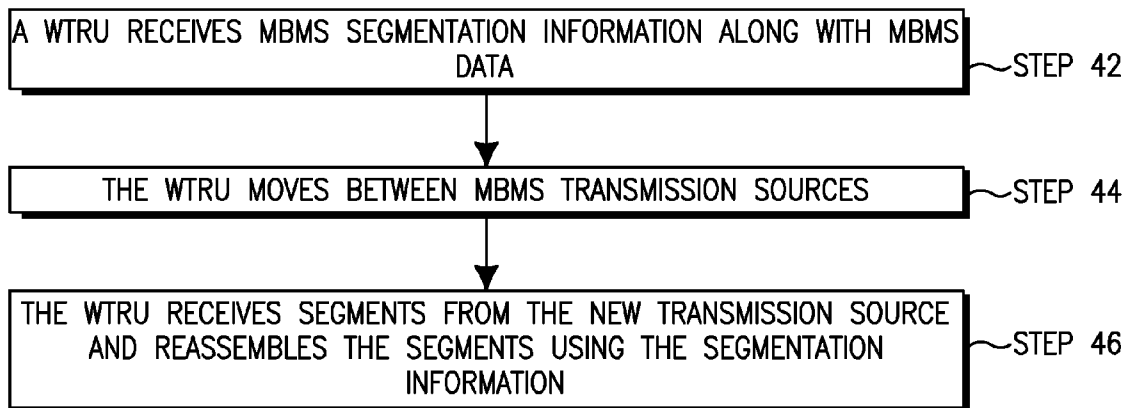 A WTRU RECEIVES MBMS SEGMENTATION INFORMATION ALONG WITH MBMS
DATA
STEP 42
THE WTRU MOVES BETWEEN MBMS TRANSMISSION SOURCES
STEP 44
THE WTRU RECEIVES SEGMENTS FROM THE NEW TRANSMISSION SOURCE
AND REASSEMBLES THE SEGMENTS USING THE SEGMENTATION
INFORMATION
STEP 46